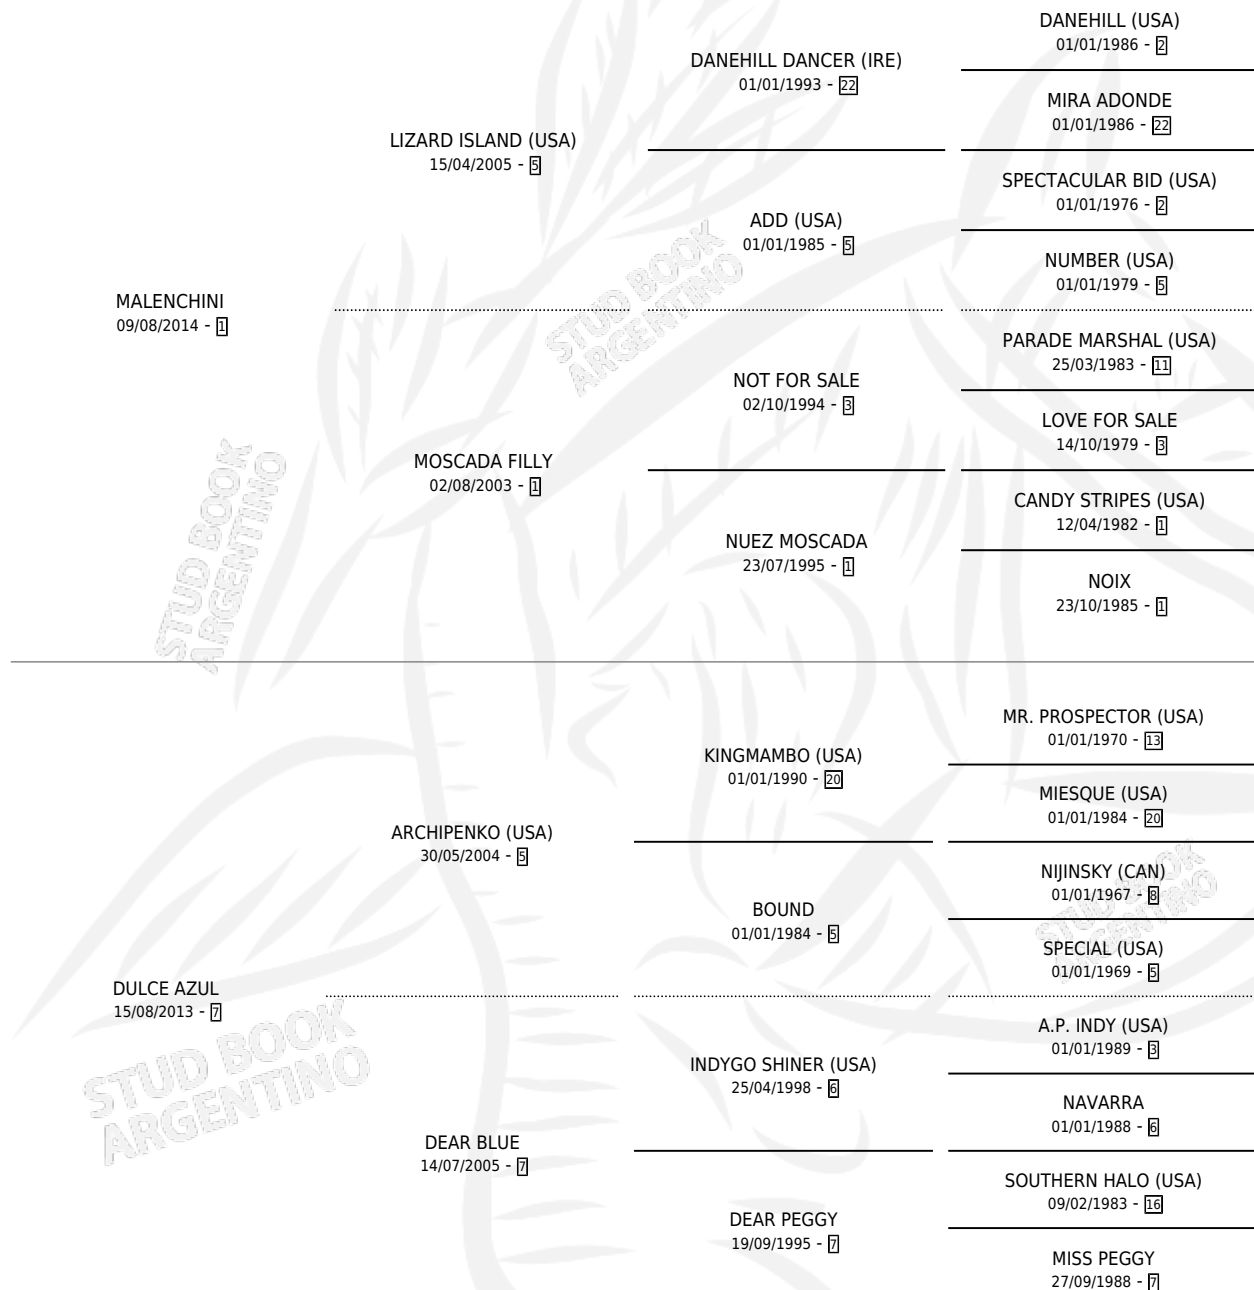 DANEHILL (USA)
01/01/1986 - 2
DANEHILL DANCER (IRE)
01/01/1993 - 22
MIRA ADONDE
01/01/1986 - 22
LIZARD ISLAND (USA)
15/04/2005 - 5
SPECTACULAR BID (USA)
01/01/1976 - 2
ADD (USA)
01/01/1985 - 5
NUMBER (USA)
01/01/1979 - 5
MALENCHINI
09/08/2014 - 1
PARADE MARSHAL (USA)
25/03/1983 - 11
NOT FOR SALE
02/10/1994 - 3
LOVE FOR SALE
14/10/1979 - 3
MOSCADA FILLY
02/08/2003 - 1
CANDY STRIPES (USA)
12/04/1982 - 1
NUEZ MOSCADA
23/07/1995 - 1
NOIX
23/10/1985 - 1
STUD BOOK
ARGENTINO
STUD BOOK
ARGENTINO
MR. PROSPECTOR (USA)
01/01/1970 - 13
KINGMAMBO (USA)
01/01/1990 - 20
MIESQUE (USA)
01/01/1984 - 20
ARCHIPENKO (USA)
30/05/2004 - 5
NIJINSKY (CAN)
01/01/1967 - 8
BOUND
01/01/1984 - 5
SPECIAL (USA)
01/01/1969 - 5
DULCE AZUL
15/08/2013 - 7
A.P. INDY (USA)
01/01/1989 - 3
INDYGO SHINER (USA)
25/04/1998 - 6
NAVARRA
01/01/1988 - 6
DEAR BLUE
14/07/2005 - 7
SOUTHERN HALO (USA)
09/02/1983 - 16
DEAR PEGGY
19/09/1995 - 7
MISS PEGGY
27/09/1988 - 7
STUD BOOK
ARGENTINO
STUD BOOK
ARGENTINO